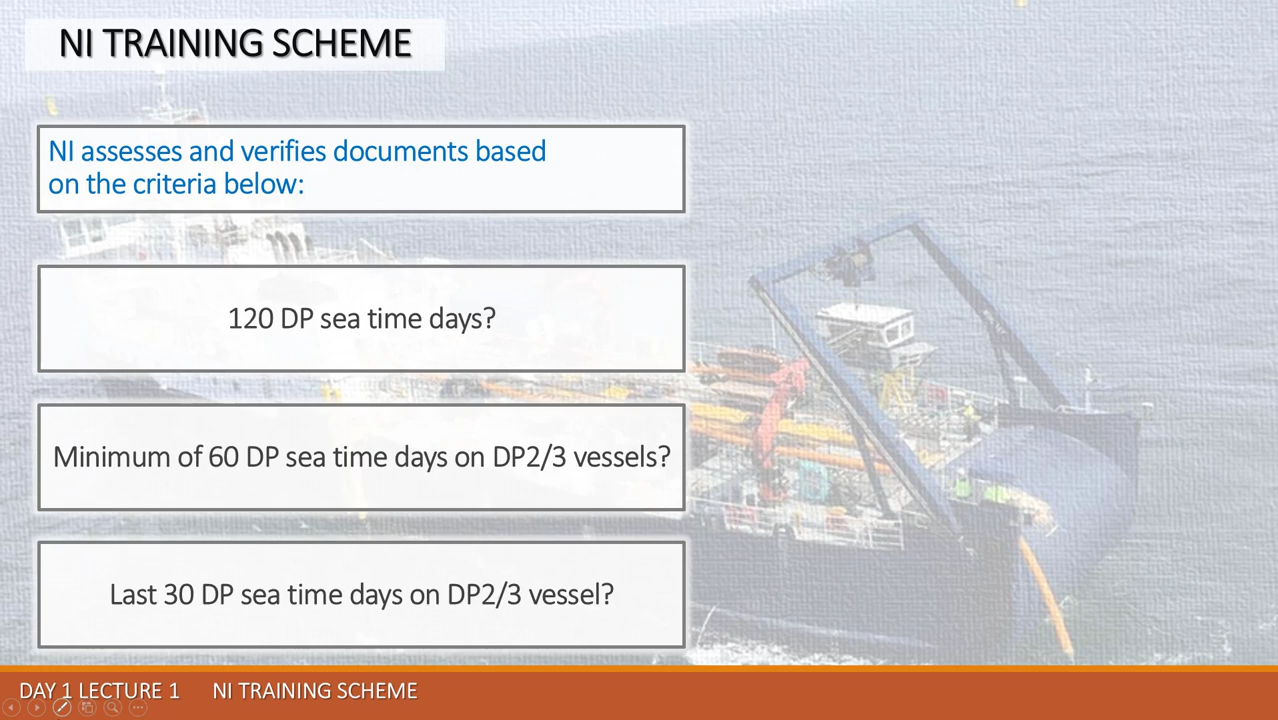 NI TRAINING SCHEME
NI assesses and verifies documents based
on the criteria below:
120 DP sea time days?
Minimum of 60 DP sea time days on DP2/3 vessels?
Last 30 DP sea time days on DP2/3 vessel?
DAY 1 LECTURE 1 NI TRAINING SCHEME